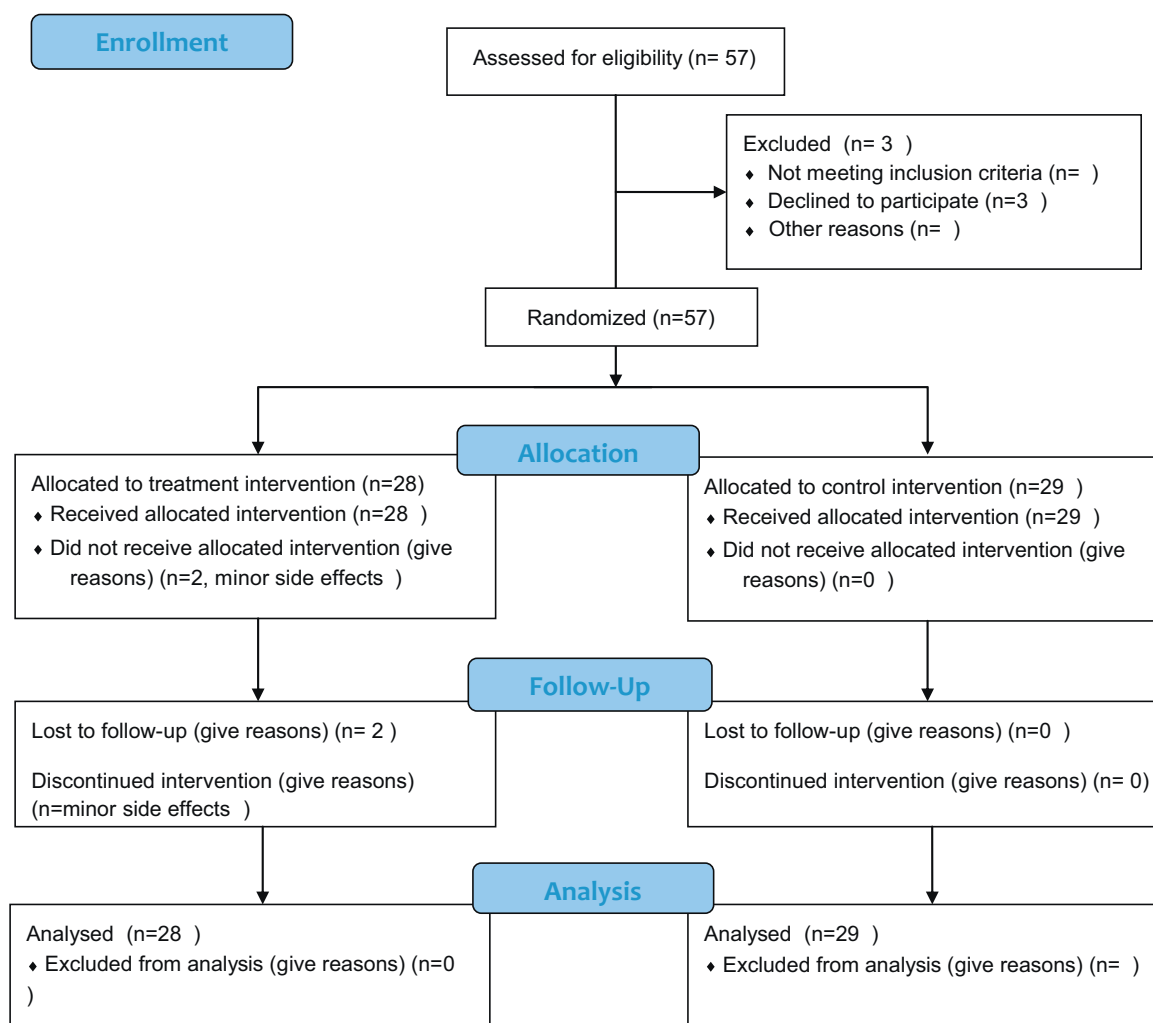 Enrollment
Assessed for eligibility (n= 57)
Excluded (n= 3 )
♦ Not meeting inclusion criteria (n= )
♦ Declined to participate (n=3 )
♦ Other reasons (n= )
Randomized (n=57)
Allocation
Allocated to treatment intervention (n=28)
♦ Received allocated intervention (n=28 )
♦ Did not receive allocated intervention (give
reasons) (n=2, minor side effects )
Allocated to control intervention (n=29 )
♦ Received allocated intervention (n=29 )
♦ Did not receive allocated intervention (give
reasons) (n=0 )
Follow-Up
Lost to follow-up (give reasons) (n= 2 )
Discontinued intervention (give reasons)
(n=minor side effects )
Lost to follow-up (give reasons) (n=0 )
Discontinued intervention (give reasons) (n= 0)
Analysis
Analysed (n=28 )
♦ Excluded from analysis (give reasons) (n=0
)
Analysed (n=29 )
♦ Excluded from analysis (give reasons) (n= )